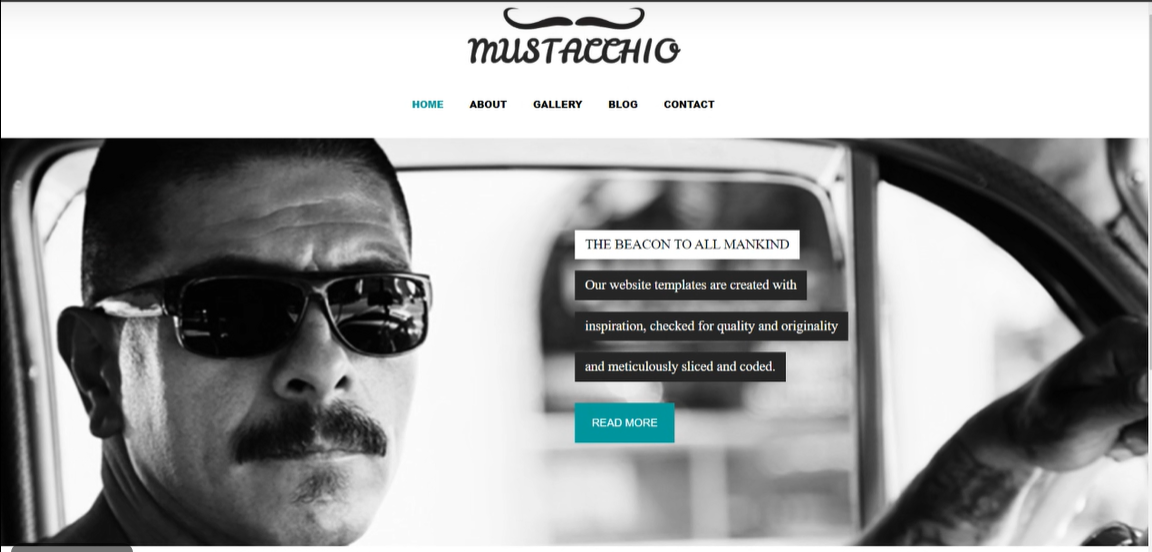 MUSTACCHIO
HOME ABOUT GALLERY BLOG CONTACT
THE BEACON TO ALL MANKIND
Our website templates are created with
inspiration, checked for quality and originality
and meticulously sliced and coded.
READ MORE